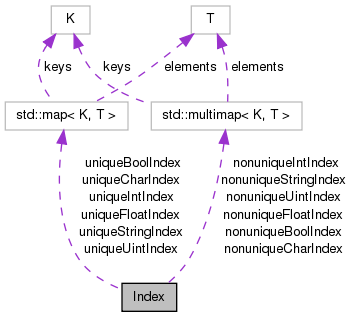 K
T
keys
keys
elements
elements
std::map< K, T >
std::multimap< K, T >
uniqueBoolIndex
uniqueCharIndex
uniqueIntIndex
uniqueFloatIndex
uniqueStringIndex
uniqueUintIndex
nonuniqueIntIndex
nonuniqueStringIndex
nonuniqueUintIndex
nonuniqueFloatIndex
nonuniqueBoolIndex
nonuniqueCharIndex
Index